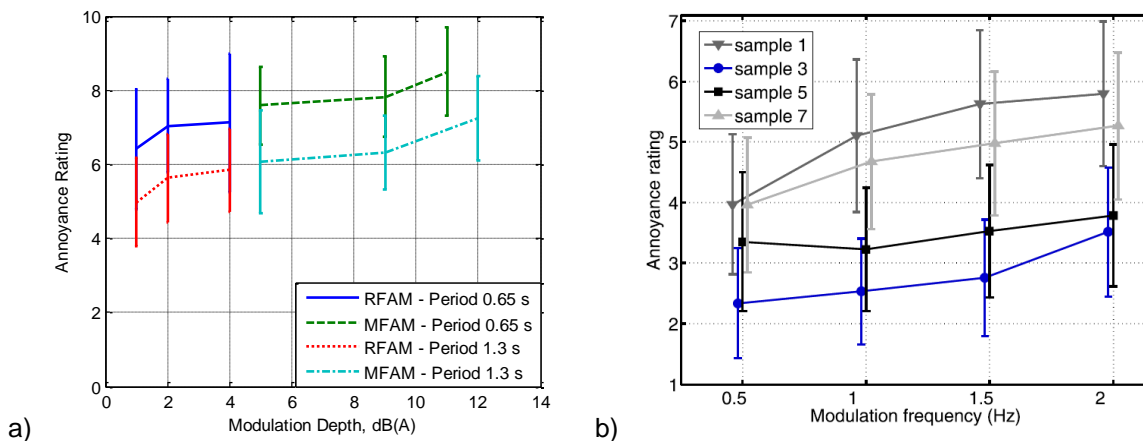 a)
Annoyance Rating
10
8
6
4
2
0
0 2 4 6 8 10 12 14
Modulation Depth, dB(A)
RFAM - Period 0.65 s
MFAM - Period 0.65 s
RFAM - Period 1.3 s
MFAM - Period 1.3 s
b)
Annoyance rating
7
6
5
4
3
2
1
0.5 1 1.5 2
Modulation frequency (Hz)
sample 1
sample 3
sample 5
sample 7